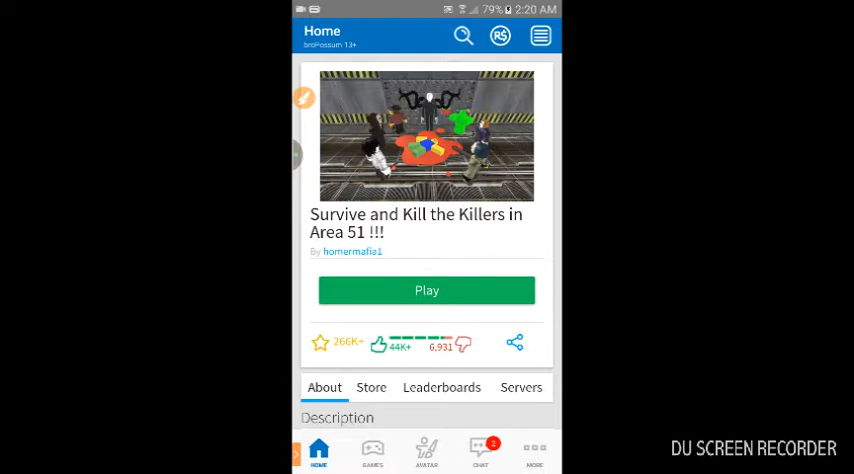 79% 2:20 AM
Home
broPossum 13+
R$
Survive and Kill the Killers in
Area 51 !!!
By homermafia1
Play
266K+
44K+
6,931
About Store Leaderboards Servers
Description
2
HOME GAMES AVATAR CHAT MORE
DU SCREEN RECORDER